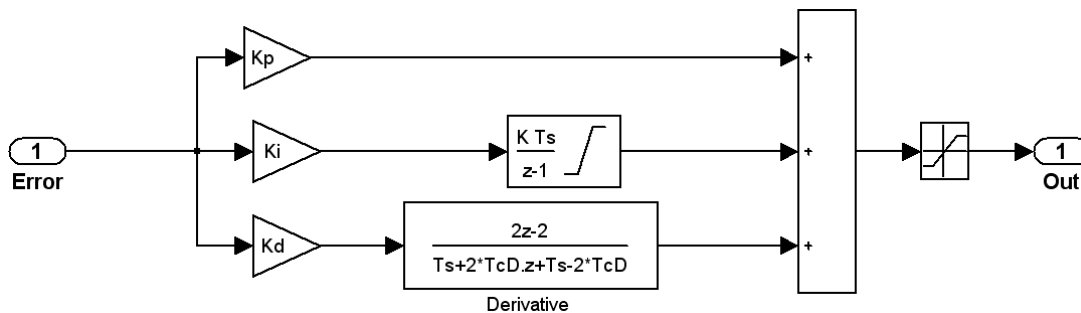 Kp
+
1
Error
Ki
K Ts
z-1
+
1
Out
Kd
2z-2
Ts+2*TcD.z+Ts-2*TcD
+
Derivative